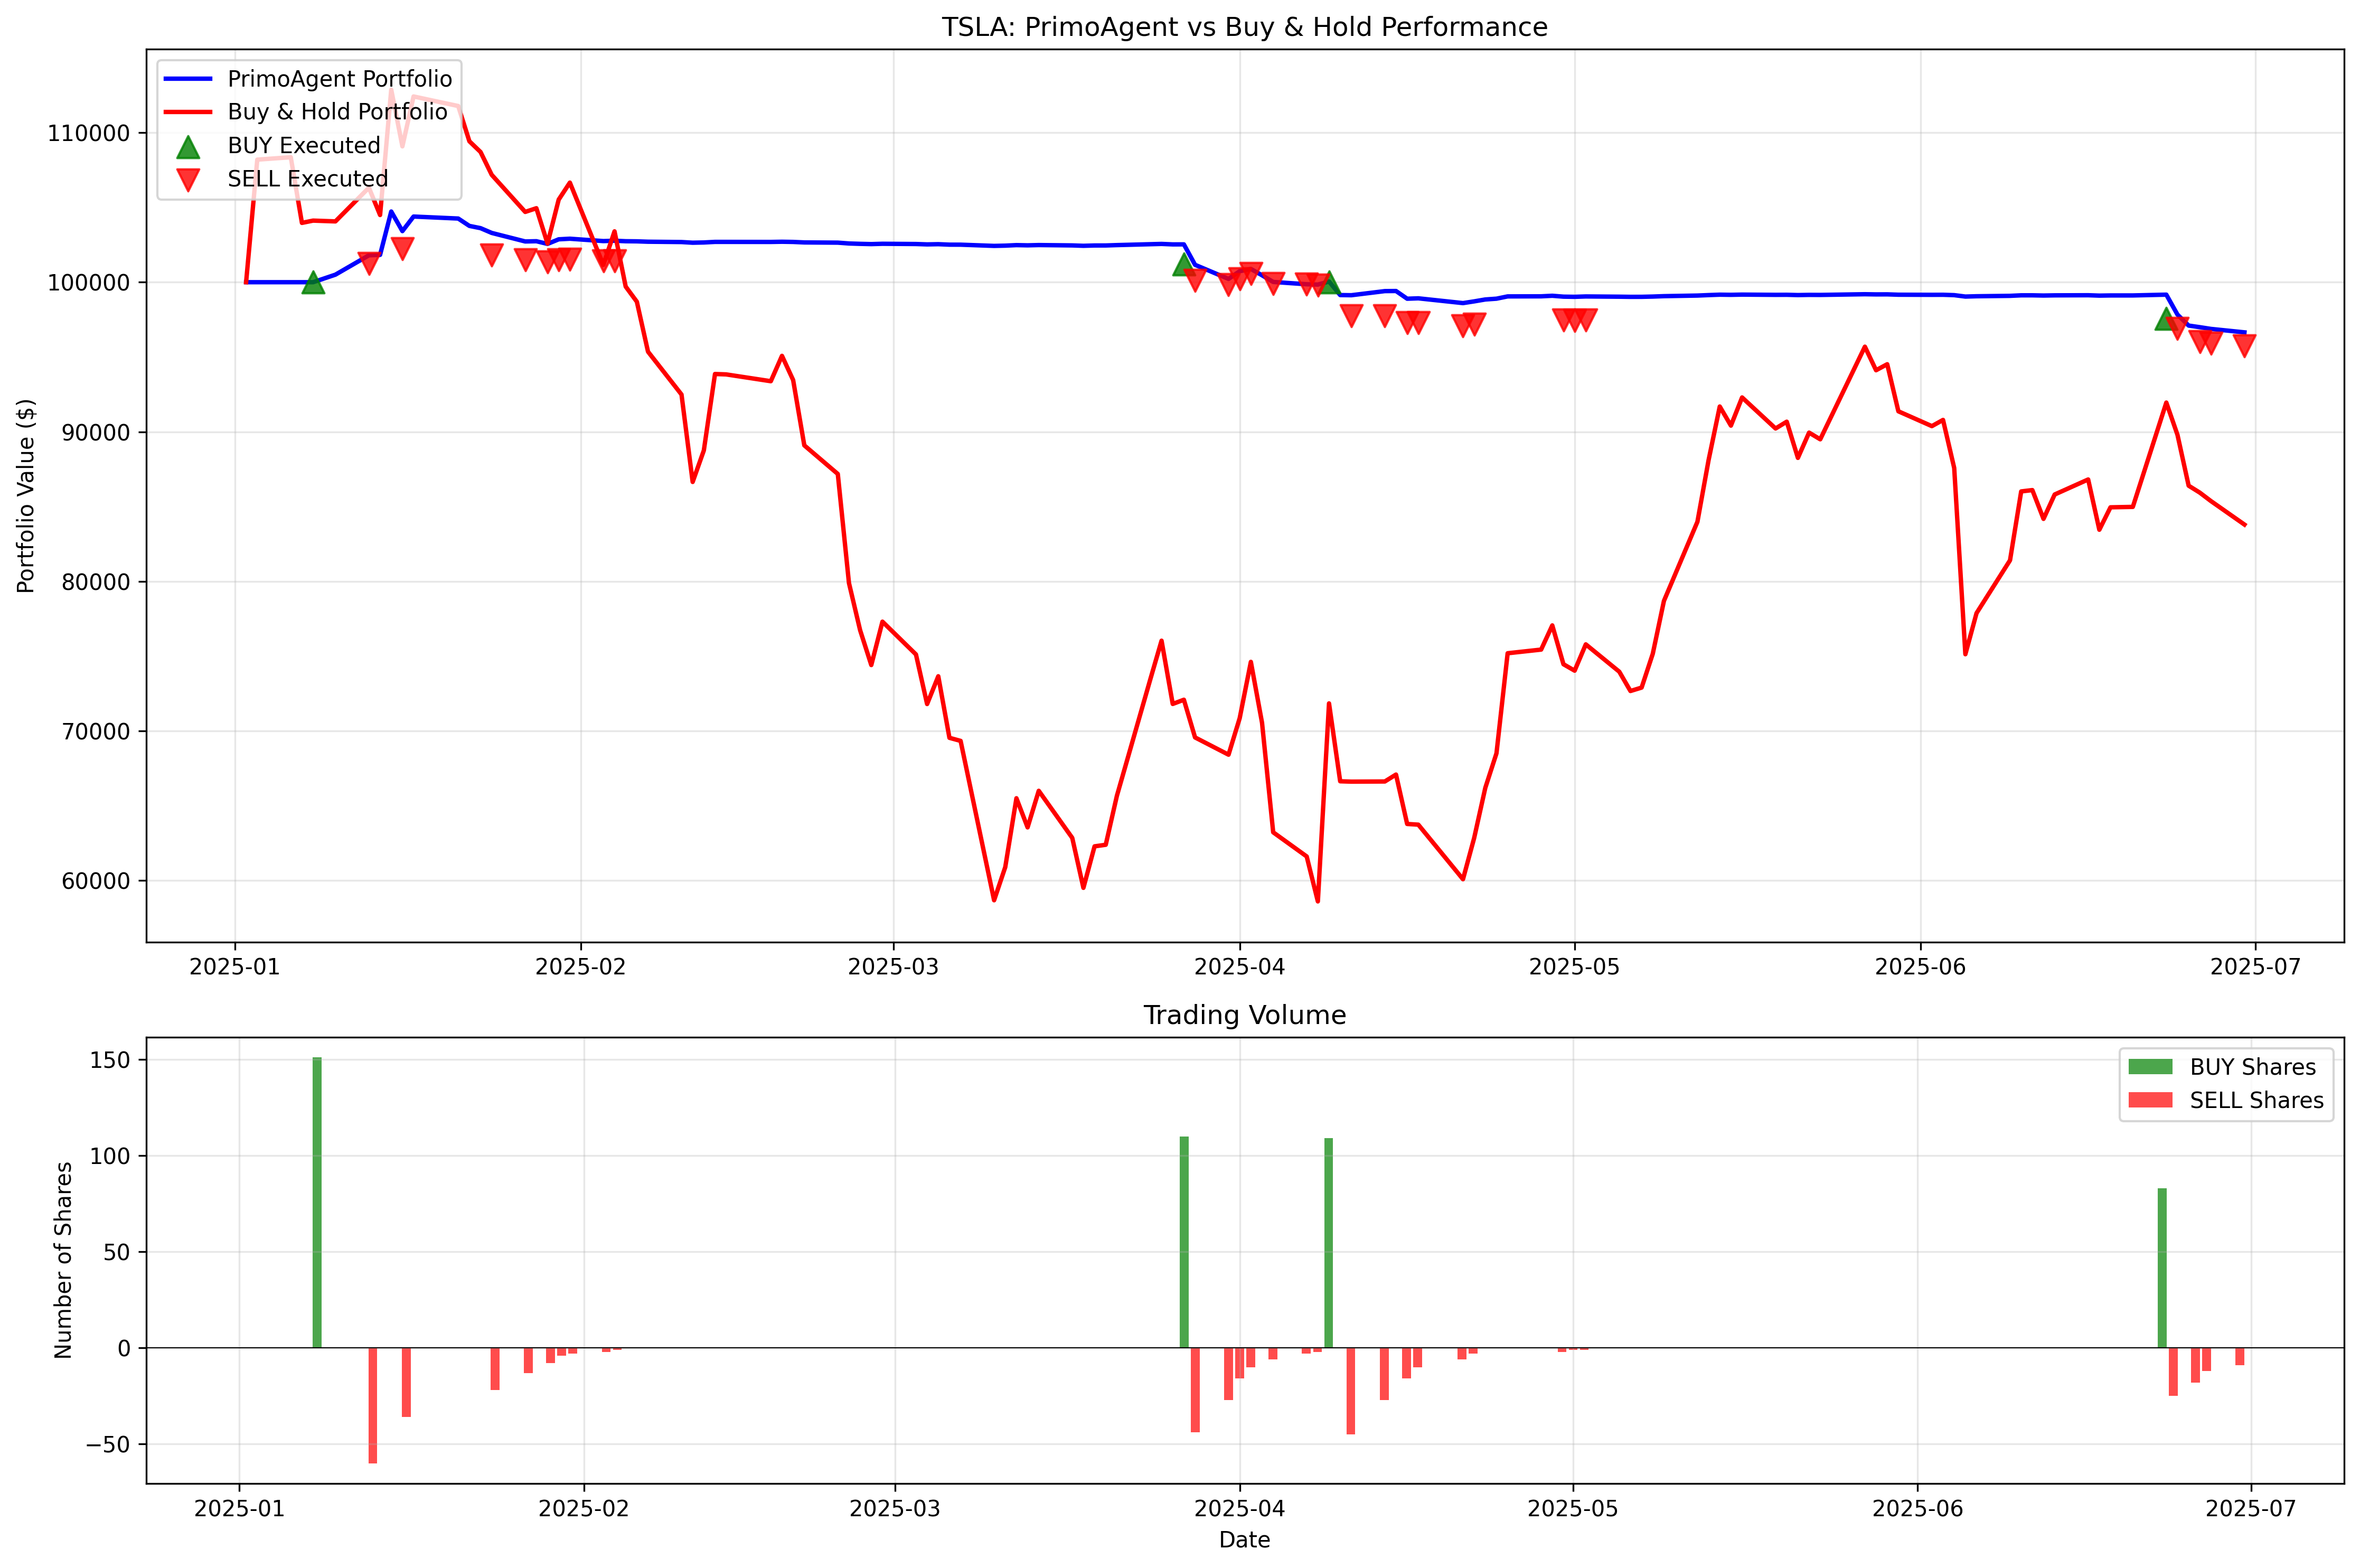 TSLA: PrimoAgent vs Buy & Hold Performance
PrimoAgent Portfolio
Buy & Hold Portfolio
BUY Executed
SELL Executed
Portfolio Value ($)
110000
100000
90000
80000
70000
60000
2025-01
2025-02
2025-03
2025-04
2025-05
2025-06
2025-07
Trading Volume
BUY Shares
SELL Shares
Number of Shares
150
100
50
0
−50
2025-01
2025-02
2025-03
2025-04
2025-05
2025-06
2025-07
Date